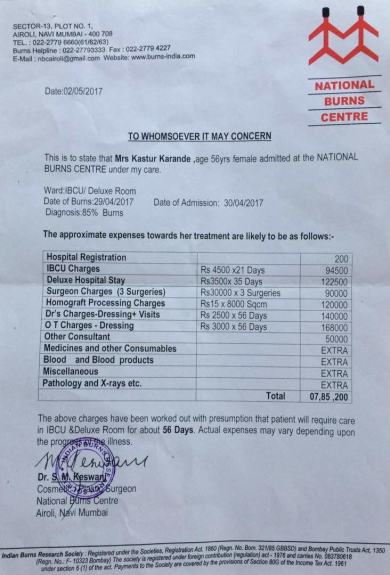 SECTOR-13, PLOT NO. 1,
AIROLI, NAVI MUMBAI - 400 708
TEL. : 022-2779 6660(61/62/63)
Burns Helpline : 022-27793333 Fax : 022-2779 4227
E-Mail : nbcairoli@gmail.com Website: www.burns-india.com
NATIONAL
BURNS
CENTRE
Date:02/05/2017
TO WHOMSOEVER IT MAY CONCERN
This is to state that Mrs Kastur Karande ,age 56yrs female admitted at the NATIONAL
BURNS CENTRE under my care.
Ward:IBCU/ Deluxe Room
Date of Burns:29/04/2017 Date of Admission: 30/04/2017
Diagnosis:85% Burns
The approximate expenses towards her treatment are likely to be as follows:-
Hospital Registration 200
IBCU Charges Rs 4500 x21 Days 94500
Deluxe Hospital Stay Rs3500x 35 Days 122500
Surgeon Charges (3 Surgeries) Rs30000 x 3 Surgeries 90000
Homograft Processing Charges Rs15 x 8000 Sqcm 120000
Dr's Charges-Dressing+ Visits Rs 2500 x 56 Days 140000
O T Charges - Dressing Rs 3000 x 56 Days 168000
Other Consultant 50000
Medicines and other Consumables EXTRA
Blood and Blood products EXTRA
Miscellaneous EXTRA
Pathology and X-rays etc. EXTRA
Total 07,85 ,200
The above charges have been worked out with presumption that patient will require care
in IBCU &Deluxe Room for about 56 Days. Actual expenses may vary depending upon
the progress of the illness.
Dr. S. M. Keswani
Cosmetic Surgeon
National Burns Centre
Airoli, Navi Mumbai
Indian Burns Research Society : Registered under the Societies, Registration Act, 1860 (Regn. No. Bom. 321/85 GBBSD) and Bombay Public Trusts Act, 1350
(Regn. No.: F- 10323 Bombay) The society is registered under foreign contribution (regulation) act - 1976 and carries No. 083780618
under section 6 (1) of the act. Payments to the Society are covered by the provisions of Section 80G of the Income Tax Act. 1961